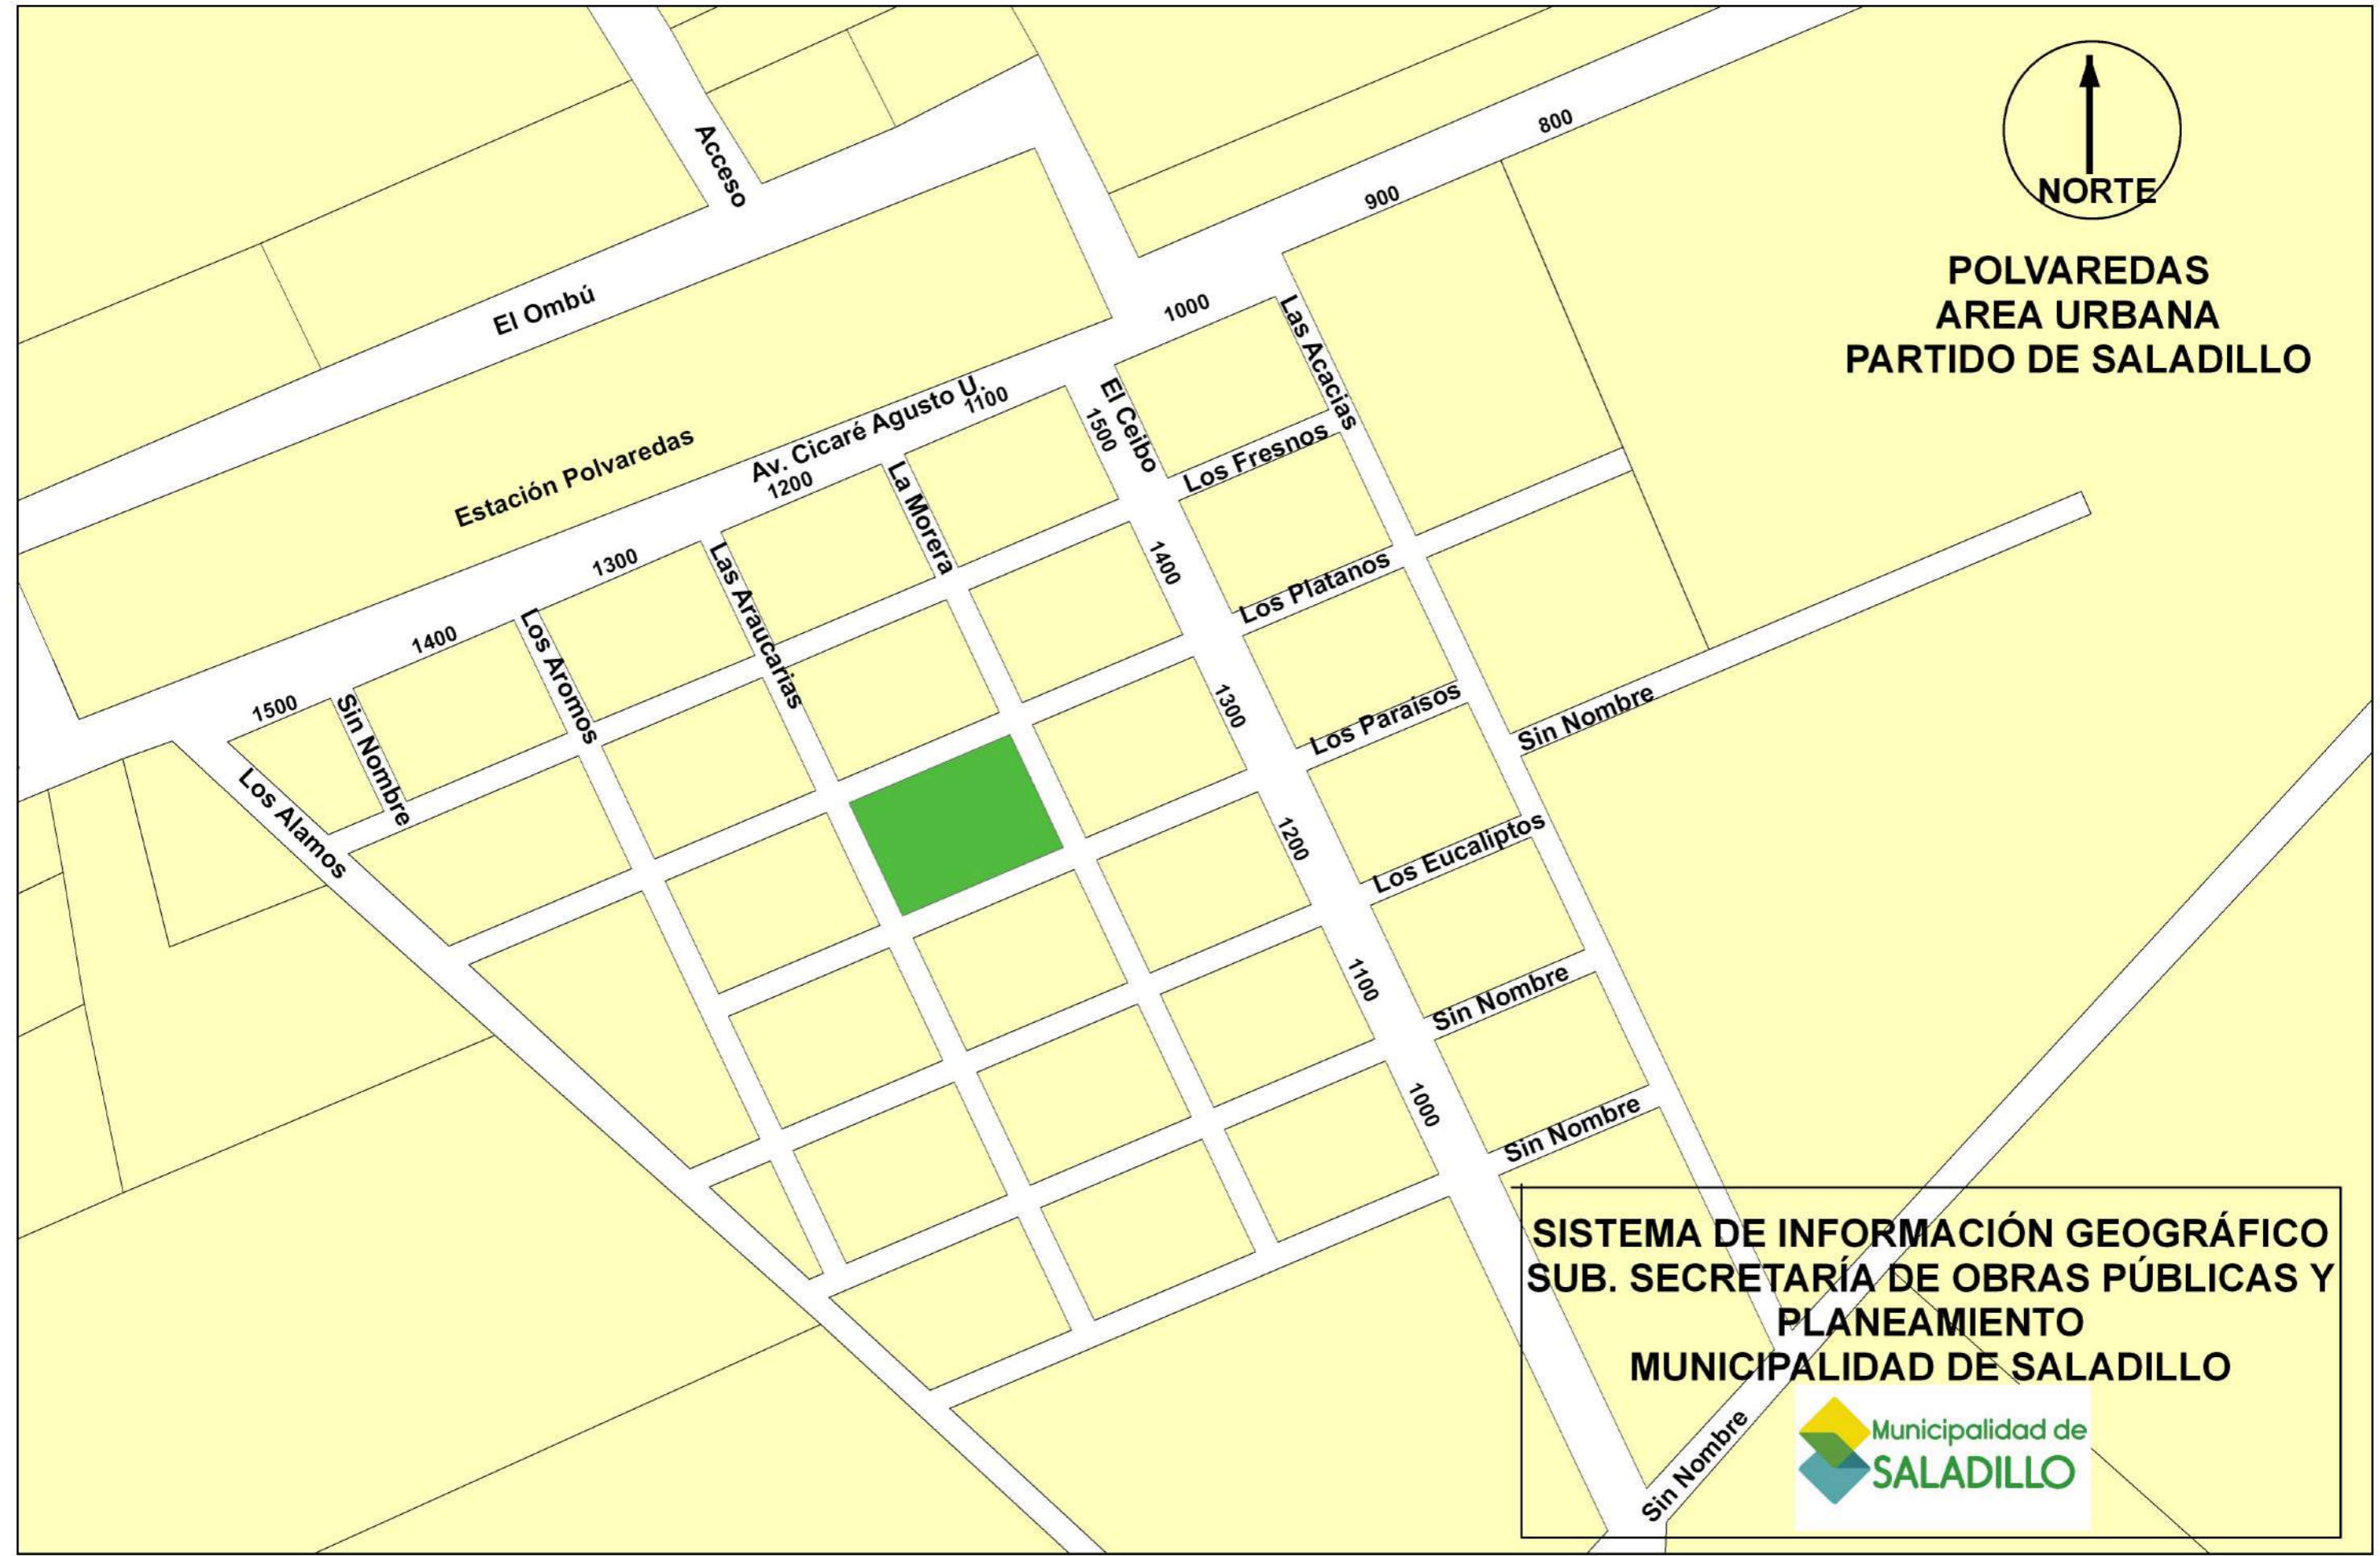 Acceso
800
NORTE
900
POLVAREDAS
AREA URBANA
PARTIDO DE SALADILLO
El Ombú
1000
Las Acacias
Av. Cicaré Agusto U.
1100
El Ceibo
1500
Estación Polvaredas
1200
La Morera
Los Fresnos
1300
Las Araucarias
1400
Los Platanos
1400
Los Aromos
1500
Sin Nombre
1300
Los Paraisos
Sin Nombre
Los Alamos
1200
Los Eucaliptos
1100
Sin Nombre
1000
Sin Nombre
SISTEMA DE INFORMACIÓN GEOGRÁFICO
SUB. SECRETARÍA DE OBRAS PÚBLICAS Y
PLANEAMIENTO
MUNICIPALIDAD DE SALADILLO
Municipalidad de
SALADILLO
Sin Nombre